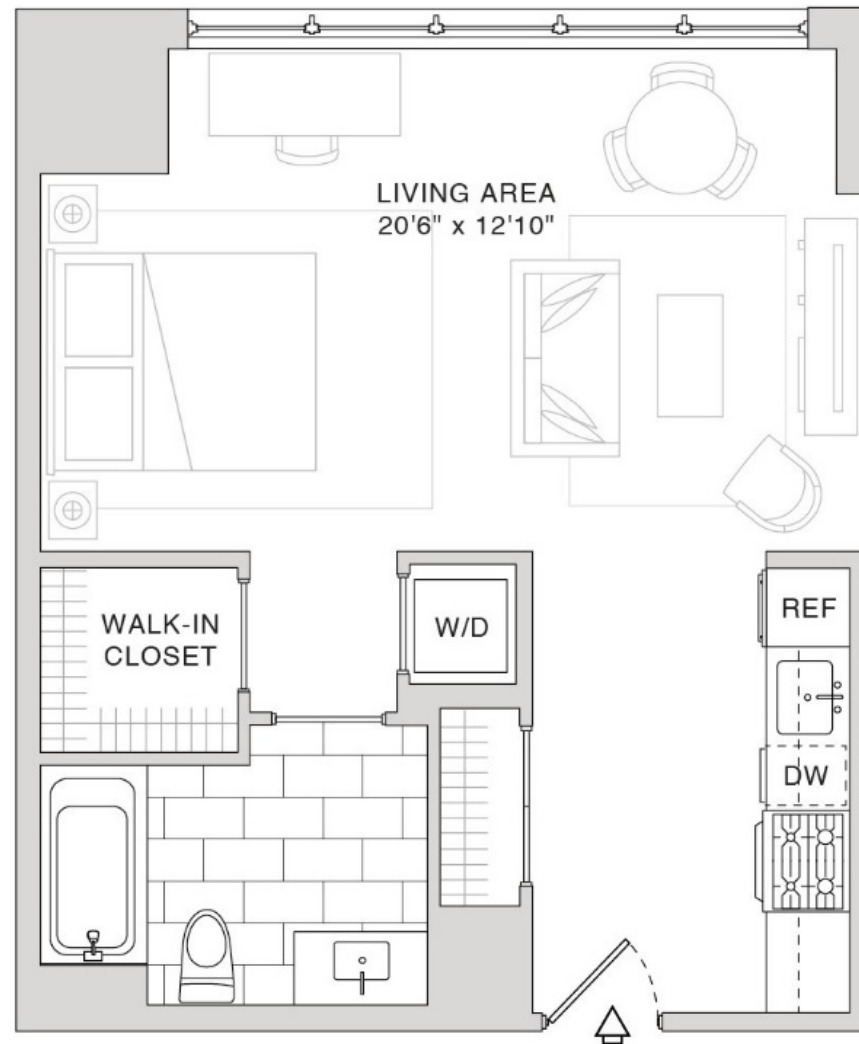 LIVING AREA
20'6" x 12'10"
WALK-IN
CLOSET
W/D
REF
DW